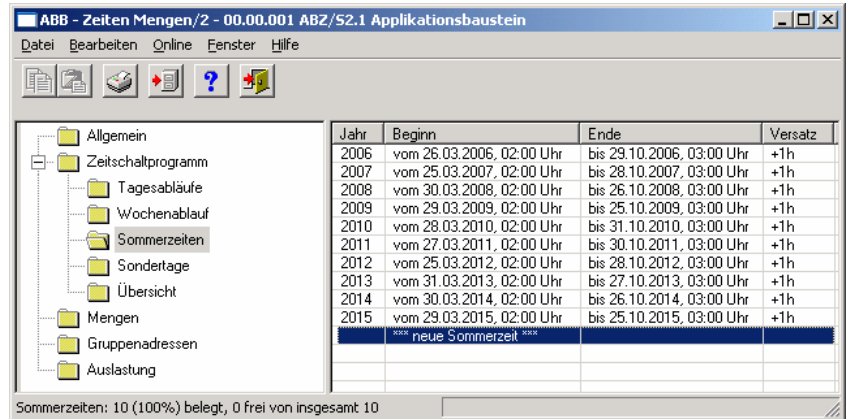 ABB - Zeiten Mengen/2 - 00.00.001 ABZ/S2.1 Applikationsbaustein
Datei Bearbeiten Online Fenster Hilfe
Allgemein
Zeitschaltprogramm
Tagesabläufe
Wochenablauf
Sommerzeiten
Sondertage
Übersicht
Mengen
Gruppenadressen
Auslastung
Jahr Beginn Ende Versatz
2006 vom 26.03.2006, 02:00 Uhr bis 29.10.2006, 03:00 Uhr +1h
2007 vom 25.03.2007, 02:00 Uhr bis 28.10.2007, 03:00 Uhr +1h
2008 vom 30.03.2008, 02:00 Uhr bis 26.10.2008, 03:00 Uhr +1h
2009 vom 29.03.2009, 02:00 Uhr bis 25.10.2009, 03:00 Uhr +1h
2010 vom 28.03.2010, 02:00 Uhr bis 31.10.2010, 03:00 Uhr +1h
2011 vom 27.03.2011, 02:00 Uhr bis 30.10.2011, 03:00 Uhr +1h
2012 vom 25.03.2012, 02:00 Uhr bis 28.10.2012, 03:00 Uhr +1h
2013 vom 31.03.2013, 02:00 Uhr bis 27.10.2013, 03:00 Uhr +1h
2014 vom 30.03.2014, 02:00 Uhr bis 26.10.2014, 03:00 Uhr +1h
2015 vom 29.03.2015, 02:00 Uhr bis 25.10.2015, 03:00 Uhr +1h
*** neue Sommerzeit ***
Sommerzeiten: 10 (100%) belegt, 0 frei von insgesamt 10